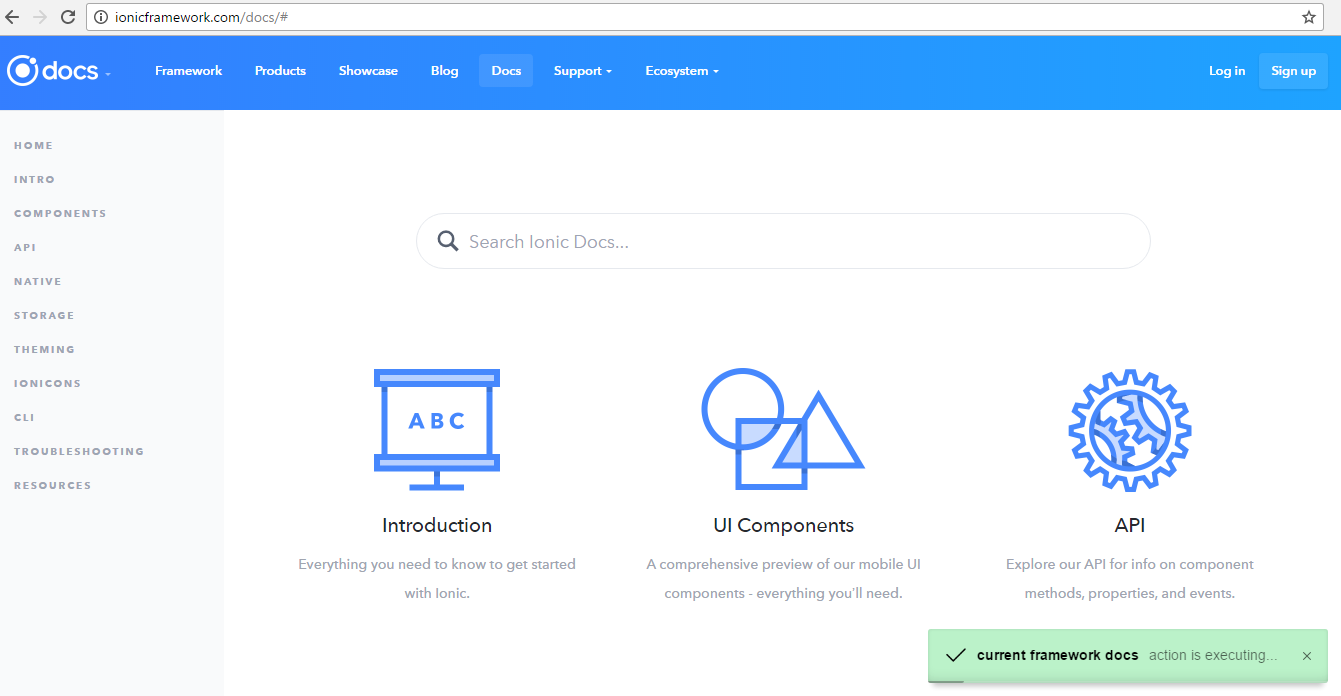 ionicframework.com/docs/#
docs
Framework
Products
Showcase
Blog
Docs
Support
Ecosystem
Log in
Sign up
HOME
INTRO
COMPONENTS
API
NATIVE
STORAGE
THEMING
IONICONS
CLI
TROUBLESHOOTING
RESOURCES
Search Ionic Docs...
ABC
Introduction
Everything you need to know to get started
with Ionic.
UI Components
A comprehensive preview of our mobile UI
components - everything you'll need.
API
Explore our API for info on component
methods, properties, and events.
current framework docs action is executing...